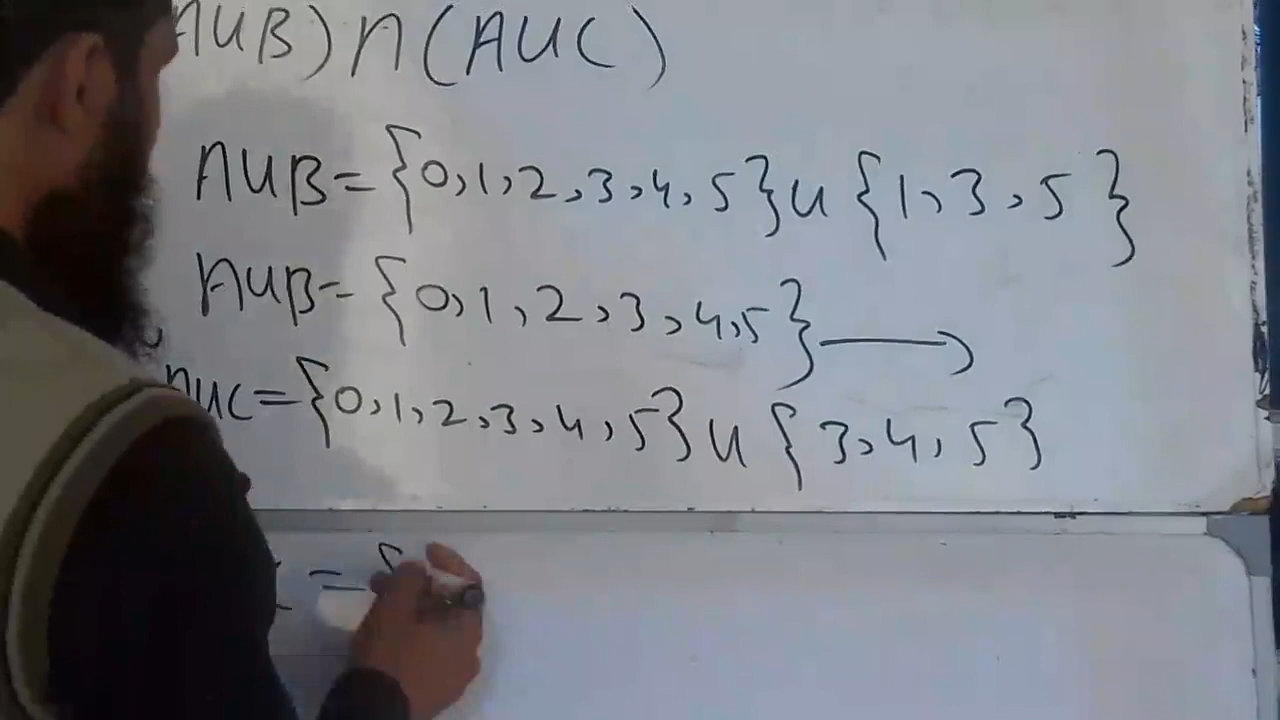 AUB)∩(AUC)
AUB={0,1,2,3,4,5}U{1,3,5}
AUB={0,1,2,3,4,5}→
AUC={0,1,2,3,4,5}U{3,4,5}
= {